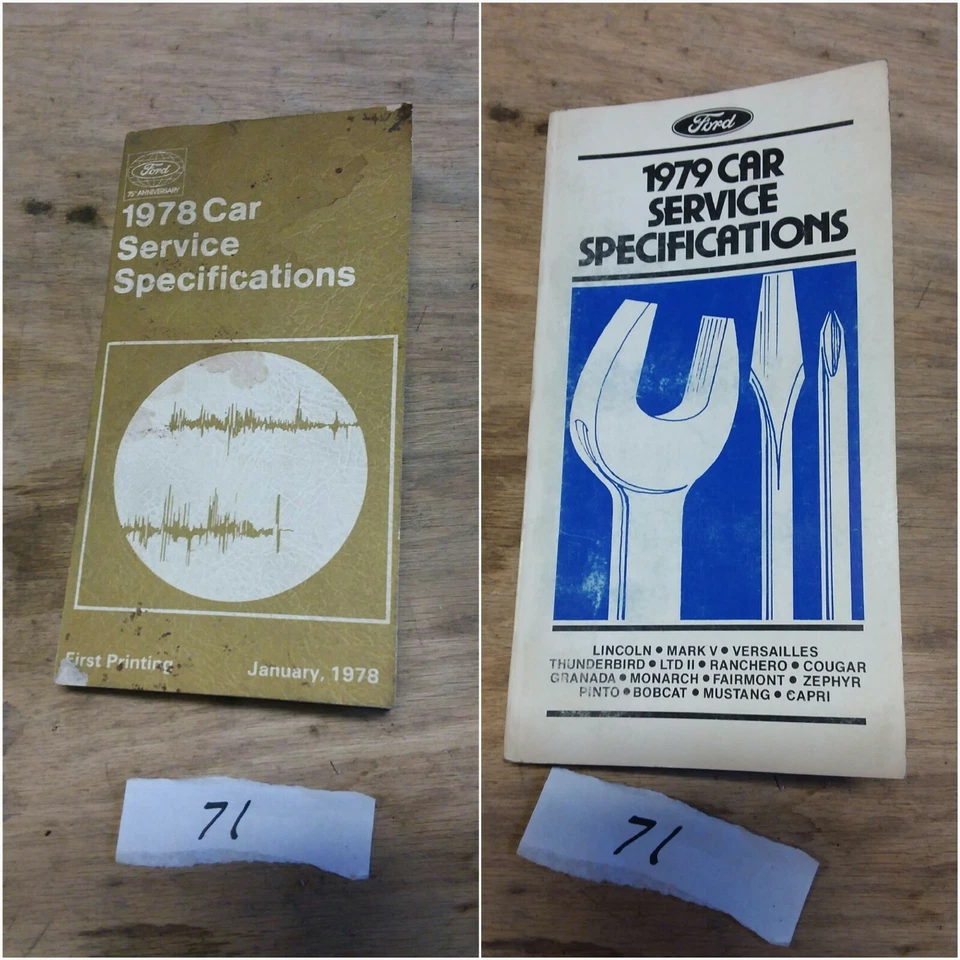 Ford
75TH ANNIVERSARY
1978 Car
Service
Specifications
First Printing
January, 1978
71
Ford
1979 CAR
SERVICE
SPECIFICATIONS
LINCOLN • MARK V • VERSAILLES
THUNDERBIRD • LTD II • RANCHERO • COUGAR
GRANADA • MONARCH • FAIRMONT • ZEPHYR
PINTO • BOBCAT • MUSTANG • CAPRI
71